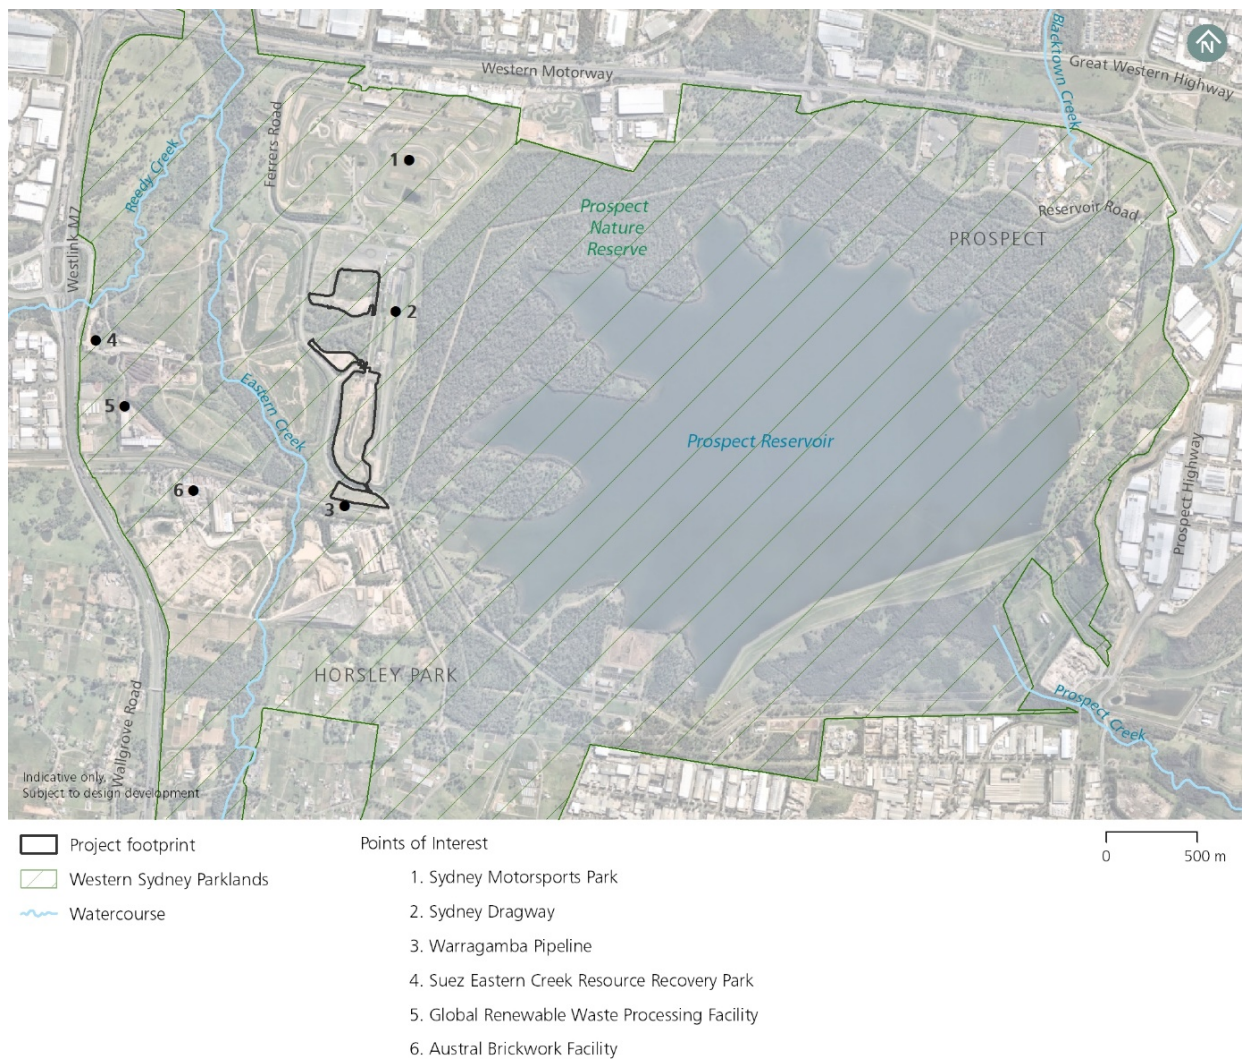 N
Western Motorway
Great Western Highway
Blacktown Creek
Ferrers Road
1
Reedy Creek
Prospect
Nature
Reserve
Reservoir Road
PROSPECT
Westlink M7
2
4
Eastern Creek
5
Prospect Reservoir
Prospect Highway
6
3
HORSLEY PARK
Wallgrove Road
Prospect Creek
Indicative only.
Subject to design development
Project footprint
Western Sydney Parklands
Watercourse
Points of Interest
1. Sydney Motorsports Park
2. Sydney Dragway
3. Warragamba Pipeline
4. Suez Eastern Creek Resource Recovery Park
5. Global Renewable Waste Processing Facility
6. Austral Brickwork Facility
0 500 m